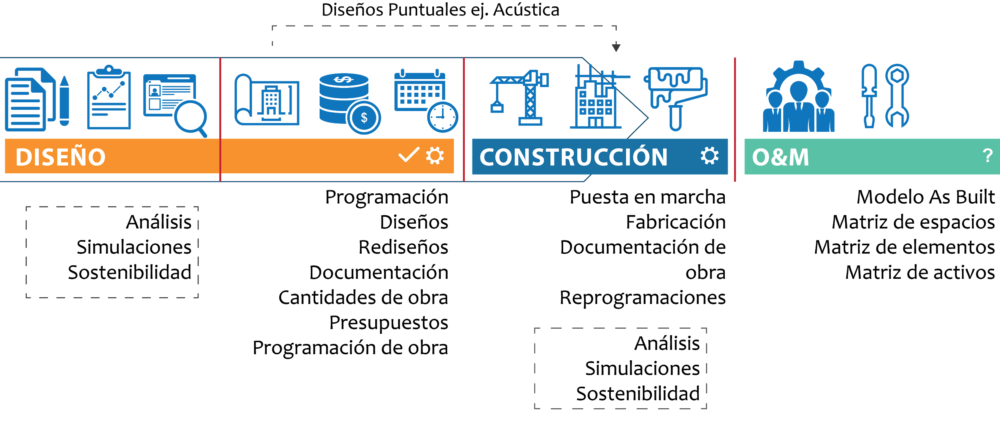 Diseños Puntuales ej. Acústica
$
DISEÑO
CONSTRUCCIÓN
O&M
?
Análisis
Simulaciones
Sostenibilidad
Programación
Diseños
Rediseños
Documentación
Cantidades de obra
Presupuestos
Programación de obra
Puesta en marcha
Fabricación
Documentación de
obra
Reprogramaciones
Análisis
Simulaciones
Sostenibilidad
Modelo As Built
Matriz de espacios
Matriz de elementos
Matriz de activos